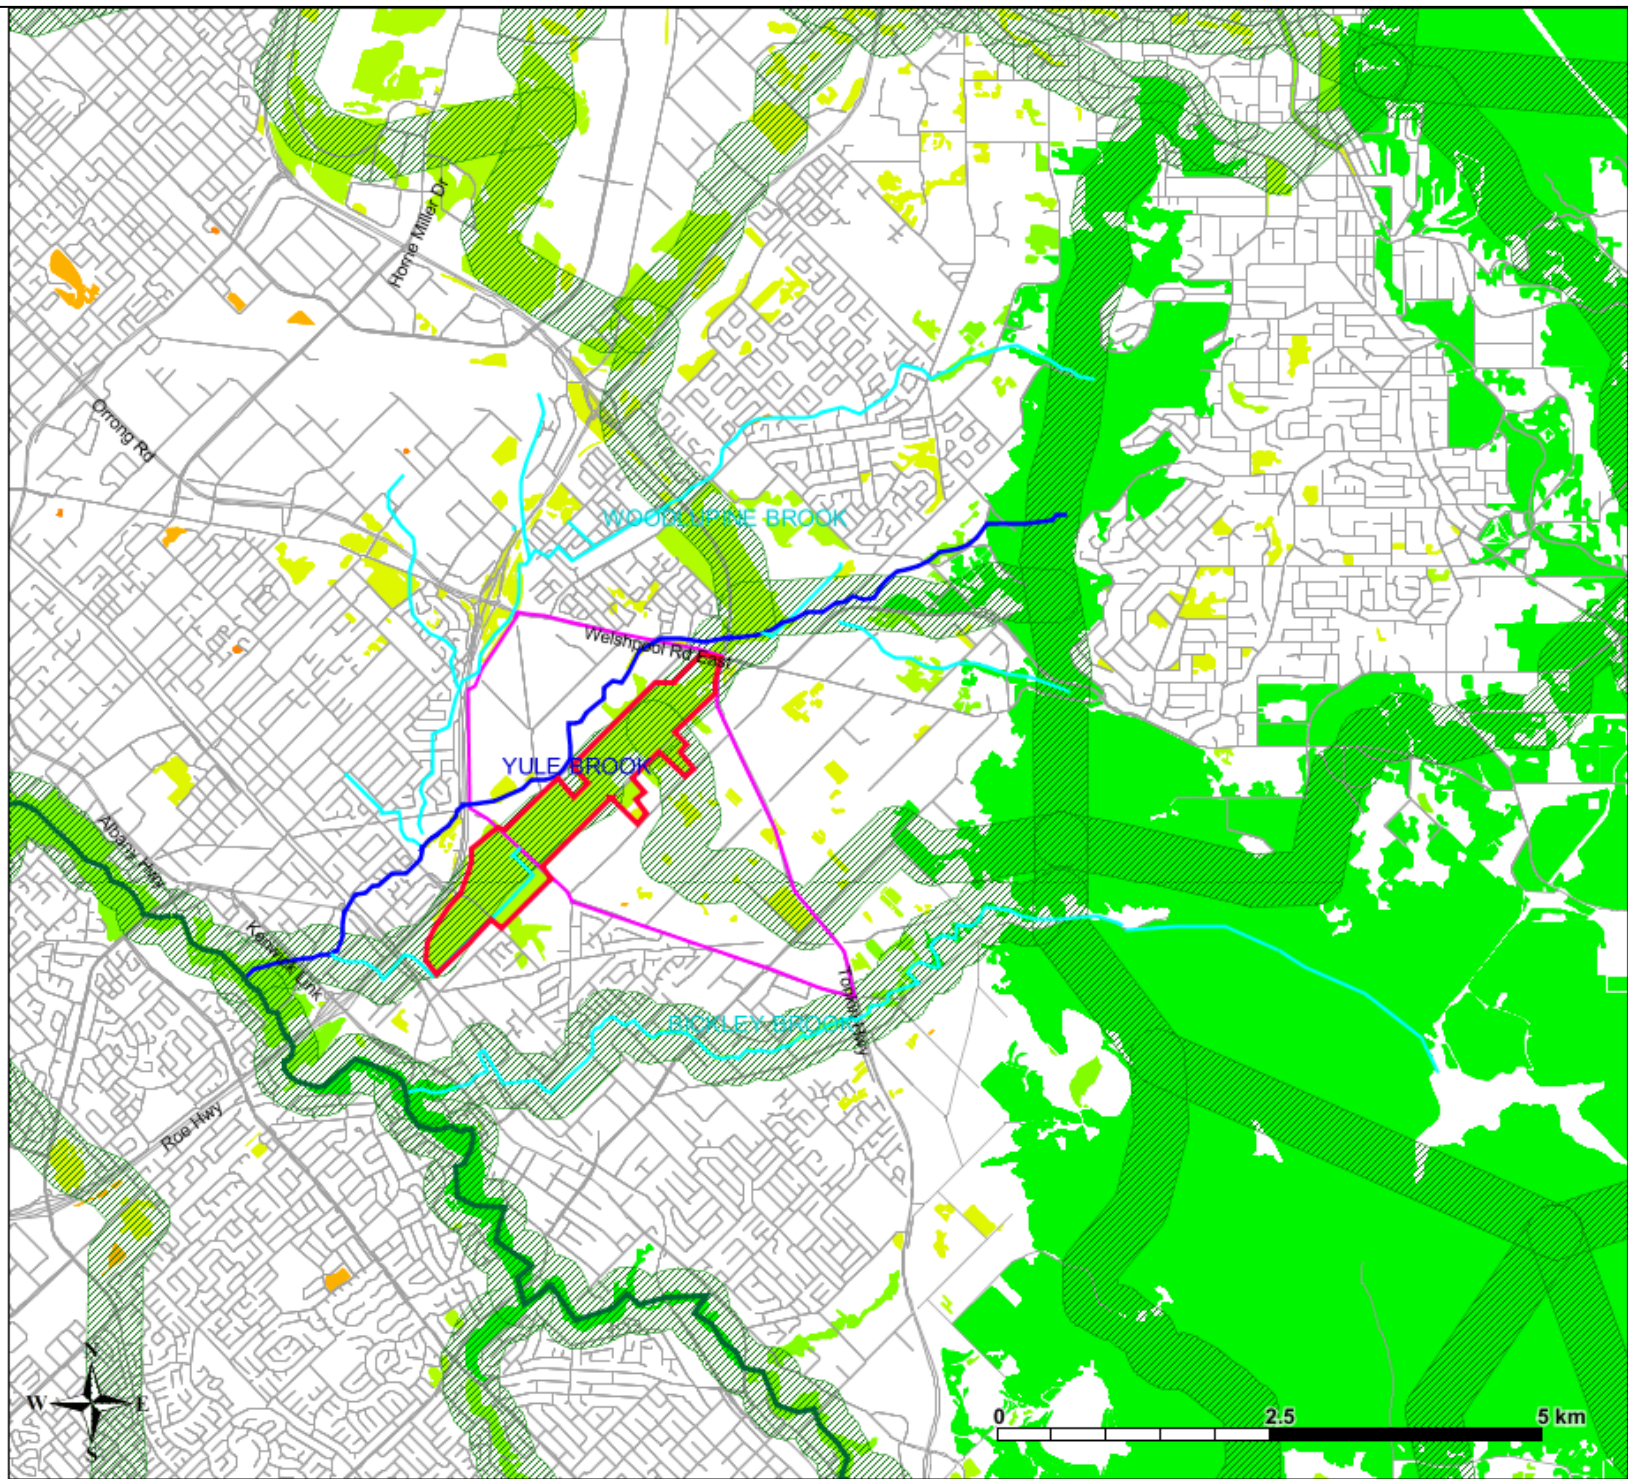 Horrie Miller Dr
Orrong Rd
WOODLUPINE BROOK
Welshpool Rd East
YULE BROOK
Albany Hwy
Kenwick Link
Tonkin Hwy
BICKLEY BROOK
Roe Hwy
N
W E
S
0 2.5 5 km